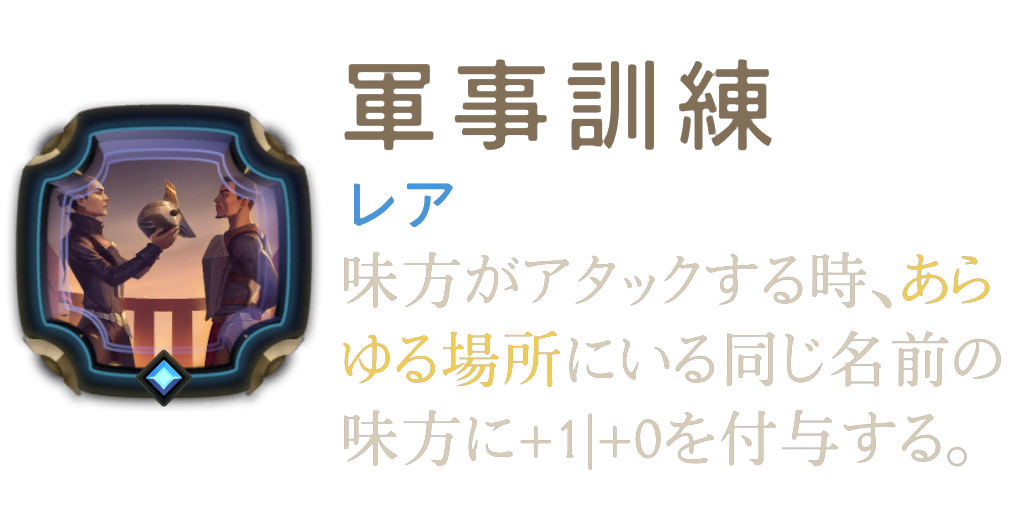 軍事訓練
レア
味方がアタックする時、あら
ゆる場所にいる同じ名前の
味方に+1|+0を付与する。